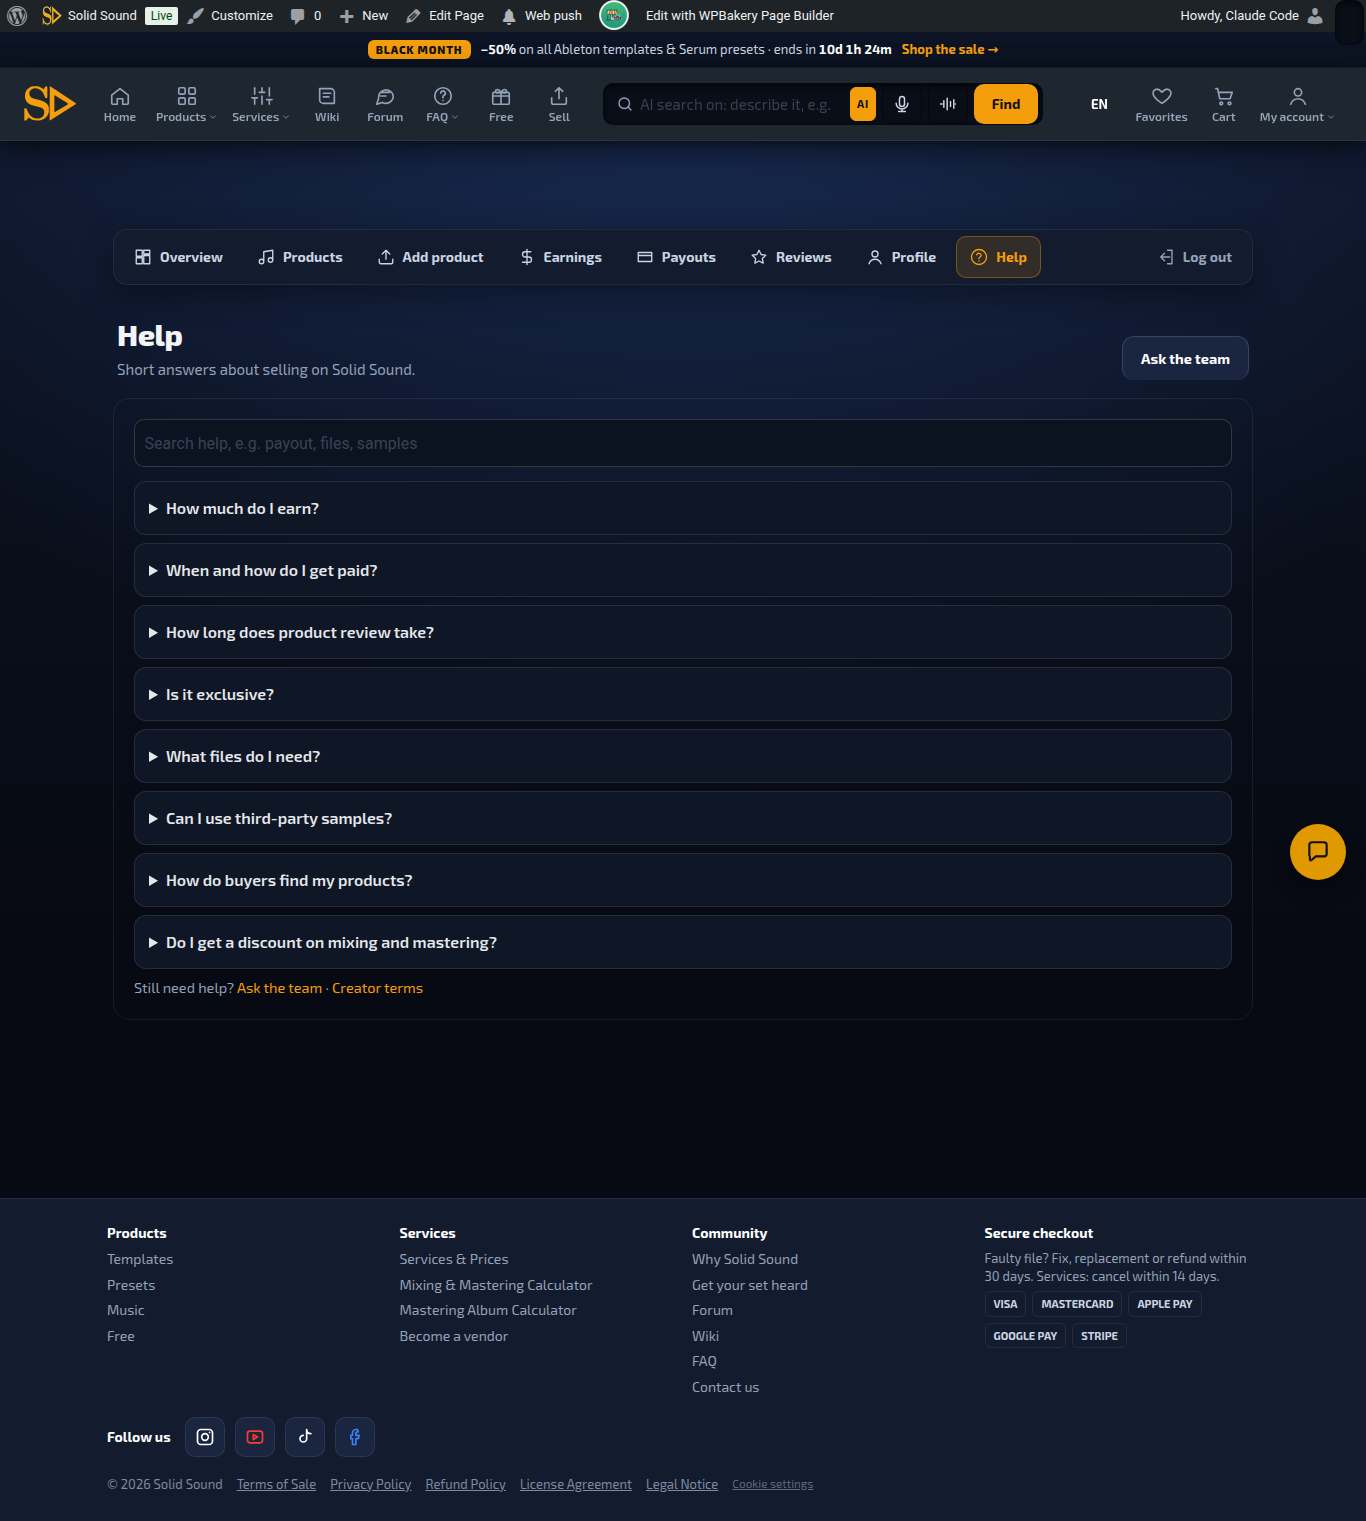 Solid Sound Live Customize 0 New Edit Page Web push Edit with WPBakery Page Builder Howdy, Claude Code
BLACK MONTH −50% on all Ableton templates & Serum presets · ends in 10d 1h 24m Shop the sale →
Home Products Services Wiki Forum FAQ Free Sell
AI search on: describe it, e.g. AI Find EN
Favorites Cart My account
Overview Products Add product Earnings Payouts Reviews Profile Help Log out
Help
Short answers about selling on Solid Sound.
Ask the team
Search help, e.g. payout, files, samples
How much do I earn?
When and how do I get paid?
How long does product review take?
Is it exclusive?
What files do I need?
Can I use third-party samples?
How do buyers find my products?
Do I get a discount on mixing and mastering?
Still need help? Ask the team · Creator terms
Products
Templates
Presets
Music
Free
Services
Services & Prices
Mixing & Mastering Calculator
Mastering Album Calculator
Become a vendor
Community
Why Solid Sound
Get your set heard
Forum
Wiki
FAQ
Contact us
Secure checkout
Faulty file? Fix, replacement or refund within
30 days. Services: cancel within 14 days.
VISA MASTERCARD APPLE PAY
GOOGLE PAY STRIPE
Follow us
© 2026 Solid Sound Terms of Sale Privacy Policy Refund Policy License Agreement Legal Notice Cookie settings